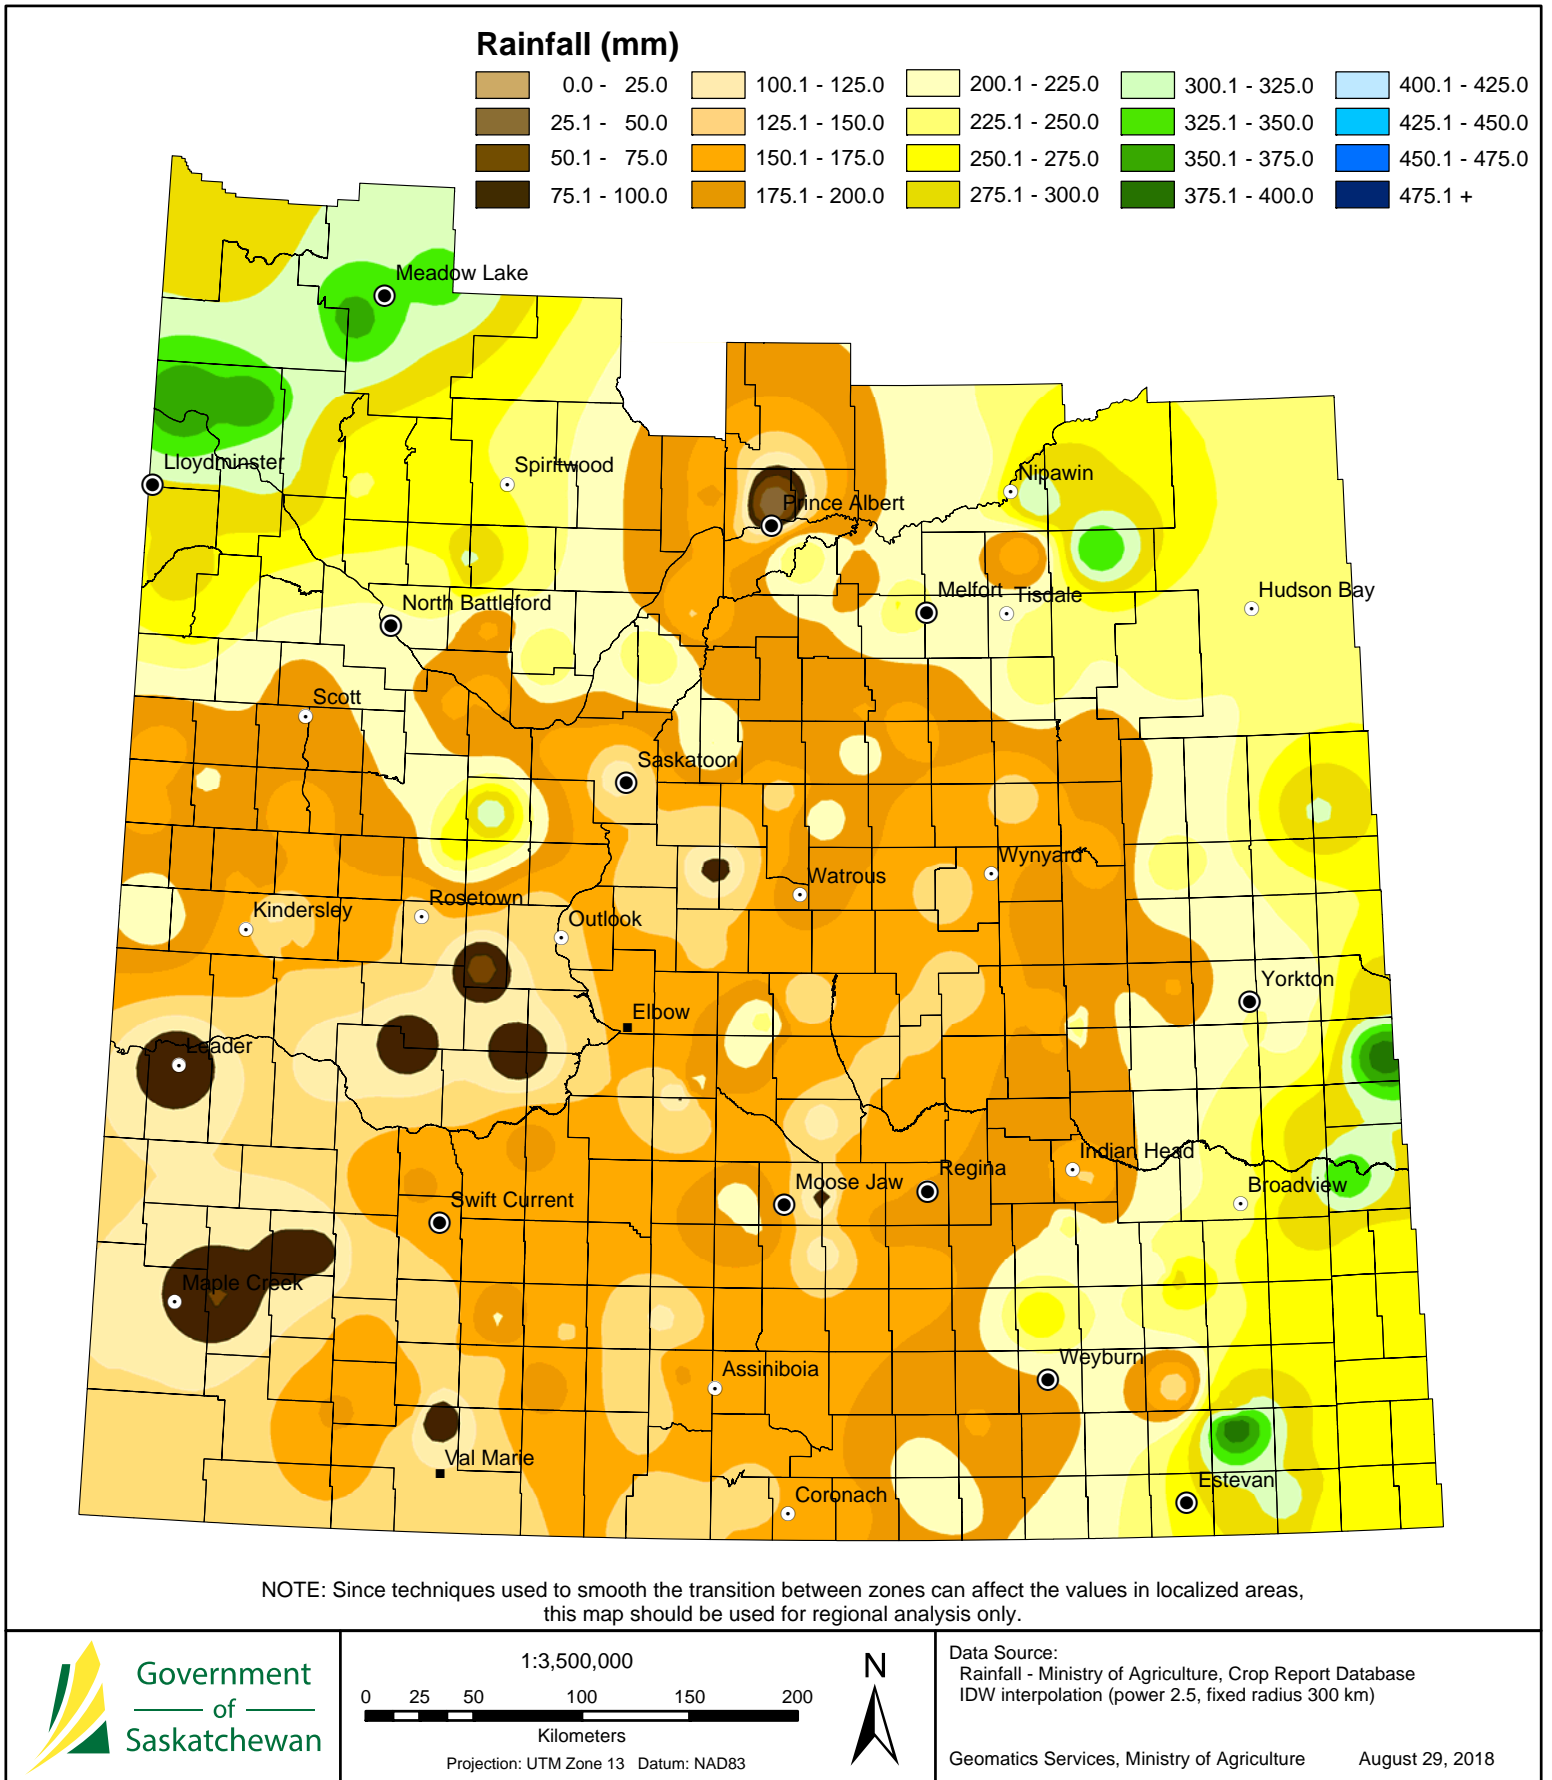 Rainfall (mm)
0.0 - 25.0
25.1 - 50.0
50.1 - 75.0
75.1 - 100.0
100.1 - 125.0
125.1 - 150.0
150.1 - 175.0
175.1 - 200.0
200.1 - 225.0
225.1 - 250.0
250.1 - 275.0
275.1 - 300.0
300.1 - 325.0
325.1 - 350.0
350.1 - 375.0
375.1 - 400.0
400.1 - 425.0
425.1 - 450.0
450.1 - 475.0
475.1 +
Meadow Lake
Lloydminster
Spiritwood
Nipawin
Prince Albert
North Battleford
Melfort
Tisdale
Hudson Bay
Scott
Saskatoon
Watrous
Wynyard
Kindersley
Rosetown
Outlook
Yorkton
Elbow
Leader
Indian Head
Regina
Moose Jaw
Swift Current
Broadview
Maple Creek
Assiniboia
Weyburn
Val Marie
Coronach
Estevan
NOTE: Since techniques used to smooth the transition between zones can affect the values in localized areas,
this map should be used for regional analysis only.
Government
of
Saskatchewan
1:3,500,000
0 25 50 100 150 200
Kilometers
Projection: UTM Zone 13 Datum: NAD83
N
Data Source:
Rainfall - Ministry of Agriculture, Crop Report Database
IDW interpolation (power 2.5, fixed radius 300 km)
Geomatics Services, Ministry of Agriculture August 29, 2018